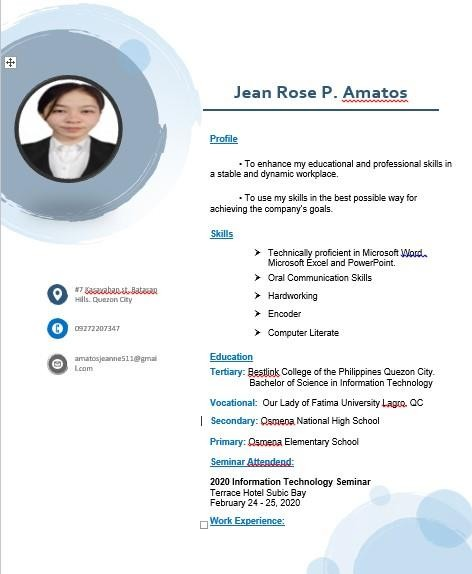 Jean Rose P. Amatos
Profile
• To enhance my educational and professional skills in
a stable and dynamic workplace.
• To use my skills in the best possible way for
achieving the company's goals.
Skills
➤ Technically proficient in Microsoft Word,
Microsoft Excel and PowerPoint.
➤ Oral Communication Skills
➤ Hardworking
➤ Encoder
➤ Computer Literate
#7 Kasayahan st. Batasan
Hills. Quezon City
09272207347
amatosjeanne511@gmai
l.com
Education
Tertiary: Bestlink College of the Philippines Quezon City.
Bachelor of Science in Information Technology
Vocational: Our Lady of Fatima University Lagro, QC
Secondary: Osmena National High School
Primary: Osmena Elementary School
Seminar Attendend:
2020 Information Technology Seminar
Terrace Hotel Subic Bay
February 24 - 25, 2020
Work Experience: